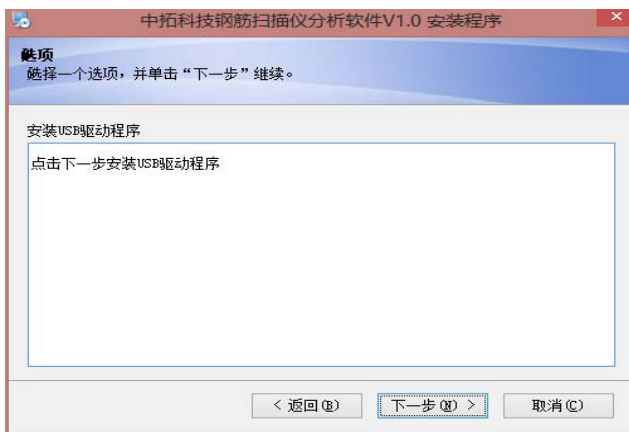 中拓科技钢筋扫描仪分析软件V1.0 安装程序
选项
选择一个选项，并单击“下一步”继续。
安装USB驱动程序
点击下一步安装USB驱动程序
< 返回(B)
下一步(N) >
取消(C)